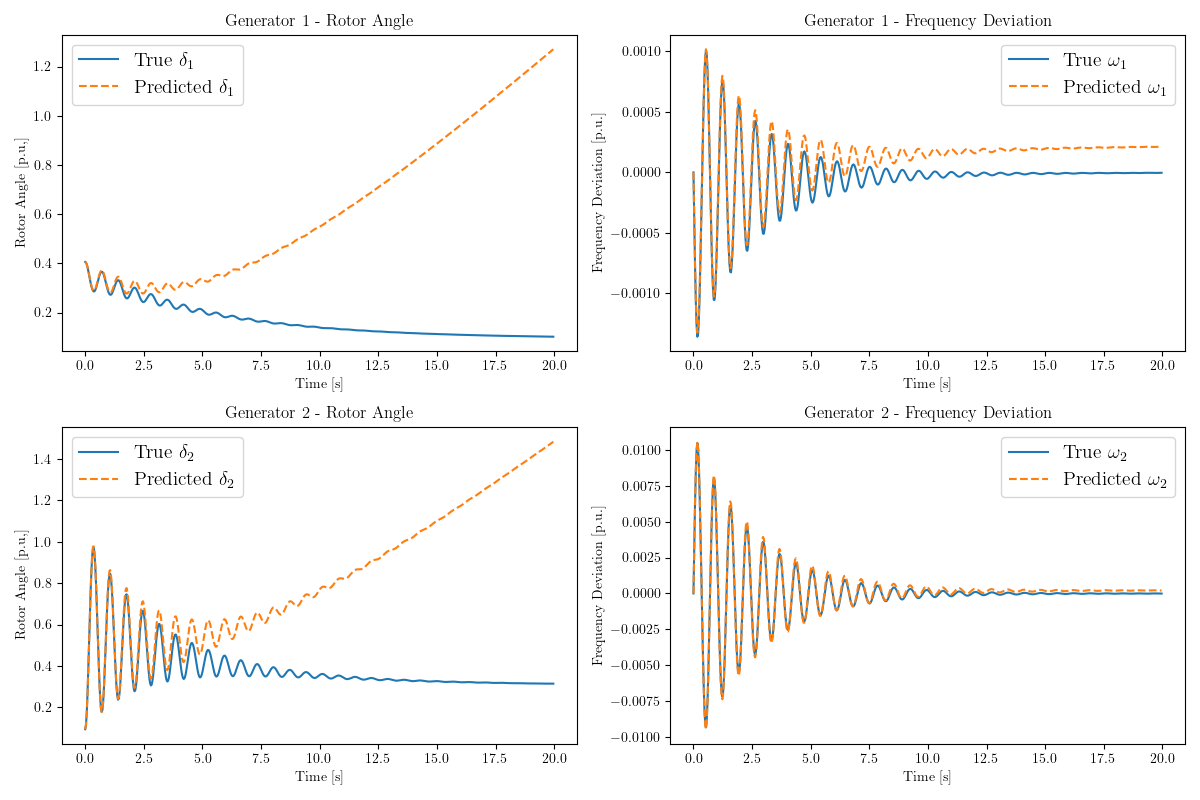 Generator 1 - Rotor Angle
True δ₁
Predicted δ₁
Rotor Angle [p.u.]
1.2
1.0
0.8
0.6
0.4
0.2
0.0 2.5 5.0 7.5 10.0 12.5 15.0 17.5 20.0
Time [s]
Generator 1 - Frequency Deviation
True ω₁
Predicted ω₁
Frequency Deviation [p.u.]
0.0010
0.0005
0.0000
−0.0005
−0.0010
0.0 2.5 5.0 7.5 10.0 12.5 15.0 17.5 20.0
Time [s]
Generator 2 - Rotor Angle
True δ₂
Predicted δ₂
Rotor Angle [p.u.]
1.4
1.2
1.0
0.8
0.6
0.4
0.2
0.0 2.5 5.0 7.5 10.0 12.5 15.0 17.5 20.0
Time [s]
Generator 2 - Frequency Deviation
True ω₂
Predicted ω₂
Frequency Deviation [p.u.]
0.0100
0.0075
0.0050
0.0025
0.0000
−0.0025
−0.0050
−0.0075
−0.0100
0.0 2.5 5.0 7.5 10.0 12.5 15.0 17.5 20.0
Time [s]